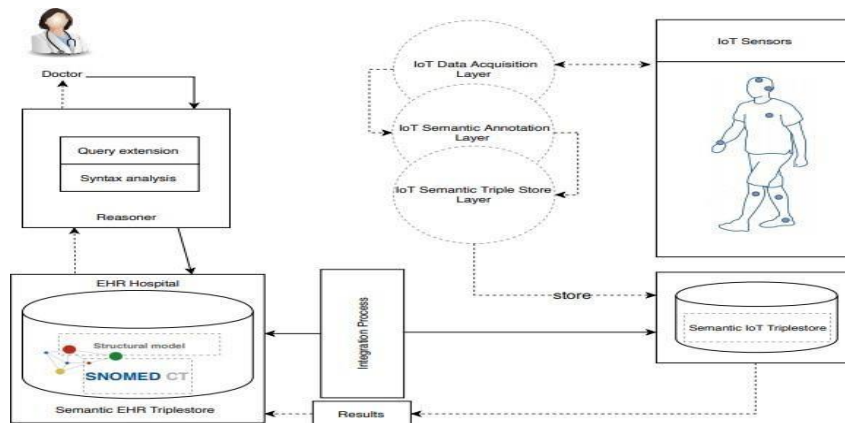 Doctor
Query extension
Syntax analysis
Reasoner
IoT Data Acquisition
Layer
IoT Semantic Annotation
Layer
IoT Semantic Triple Store
Layer
IoT Sensors
EHR Hospital
Structural model
SNOMED CT
Semantic EHR Triplestore
Integration Process
Results
store
Semantic IoT Triplestore